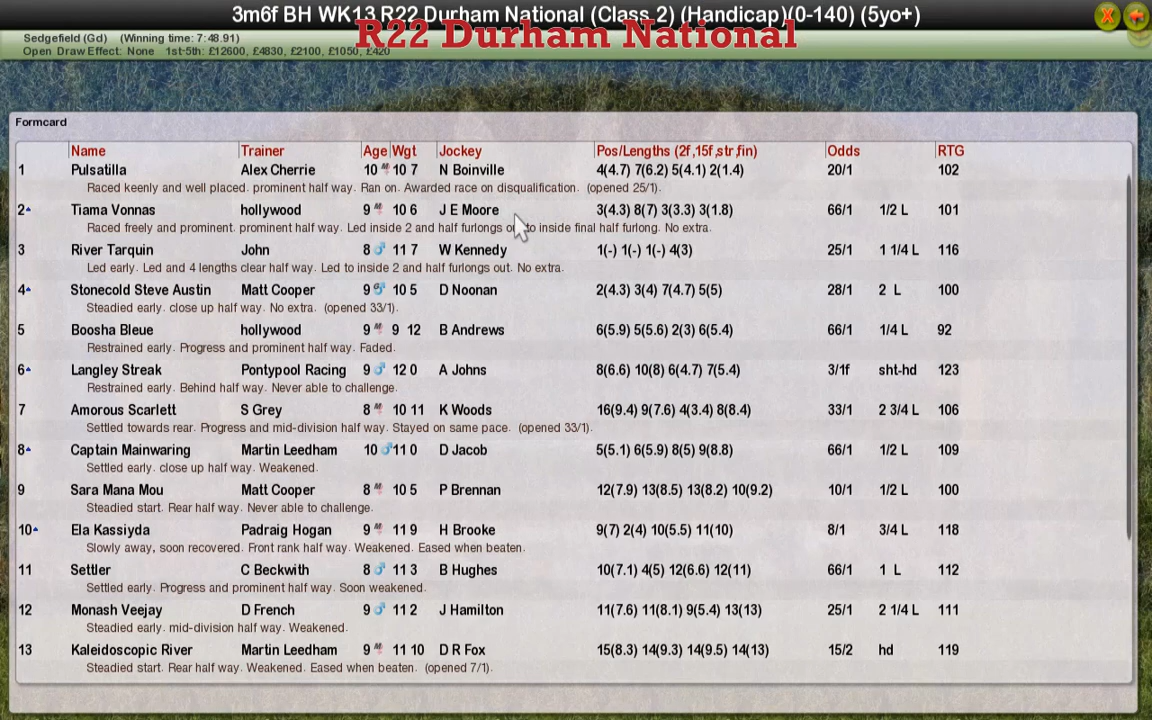 3m6f BH WK13 R22 Durham National (Class 2) (Handicap)(0-140) (5yo+)
R22 Durham National
Sedgefield (Gd) (Winning time: 7:48.91)
Open Draw Effect: None 1st-5th: £12600, £4830, £2100, £1050, £420
Formcard
Name Trainer Age Wgt Jockey Pos/Lengths (2f,15f,str,fin) Odds RTG
1 Pulsatilla Alex Cherrie 10 10 7 N Boinville 4(4.7) 7(6.2) 5(4.1) 2(1.4) 20/1 102
Raced keenly and well placed. prominent half way. Ran on. Awarded race on disqualification. (opened 25/1).
2 Tiama Vonnas hollywood 9 10 6 J E Moore 3(4.3) 8(7) 3(3.3) 3(1.8) 66/1 1/2 L 101
Raced freely and prominent. prominent half way. Led inside 2 and half furlongs to inside final half furlong. No extra.
3 River Tarquin John 8 11 7 W Kennedy 1(-) 1(-) 1(-) 4(3) 25/1 1 1/4 L 116
Led early. Led and 4 lengths clear half way. Led to inside 2 and half furlongs out. No extra.
4 Stonecold Steve Austin Matt Cooper 9 10 5 D Noonan 2(4.3) 3(4) 7(4.7) 5(5) 28/1 2 L 100
Steadied early. close up half way. No extra. (opened 33/1).
5 Boosha Bleue hollywood 9 9 12 B Andrews 6(5.9) 5(5.6) 2(3) 6(5.4) 66/1 1/4 L 92
Restrained early. Progress and prominent half way. Faded.
6 Langley Streak Pontypool Racing 9 12 0 A Johns 8(6.6) 10(8) 6(4.7) 7(5.4) 3/1f sht-hd 123
Restrained early. Behind half way. Never able to challenge.
7 Amorous Scarlett S Grey 8 10 11 K Woods 16(9.4) 9(7.6) 4(3.4) 8(8.4) 33/1 2 3/4 L 106
Settled towards rear. Progress and mid-division half way. Stayed on same pace. (opened 33/1).
8 Captain Mainwaring Martin Leedham 10 11 0 D Jacob 5(5.1) 6(5.9) 8(5) 9(8.8) 66/1 1/2 L 109
Settled early. close up half way. Weakened.
9 Sara Mana Mou Matt Cooper 8 10 5 P Brennan 12(7.9) 13(8.5) 13(8.2) 10(9.2) 10/1 1/2 L 100
Steadied start. Rear half way. Never able to challenge.
10 Ela Kassiyda Padraig Hogan 9 11 9 H Brooke 9(7) 2(4) 10(5.5) 11(10) 8/1 3/4 L 118
Slowly away, soon recovered. Front rank half way. Weakened. Eased when beaten.
11 Settler C Beckwith 8 11 3 B Hughes 10(7.1) 4(5) 12(6.6) 12(11) 66/1 1 L 112
Settled early. Progress and prominent half way. Soon weakened.
12 Monash Veejay D French 9 11 2 J Hamilton 11(7.6) 11(8.1) 9(5.4) 13(13) 25/1 2 1/4 L 111
Steadied early. mid-division half way. Weakened.
13 Kaleidoscopic River Martin Leedham 9 11 10 D R Fox 15(8.3) 14(9.3) 14(9.5) 14(13) 15/2 hd 119
Steadied start. Rear half way. Weakened. Eased when beaten. (opened 7/1).